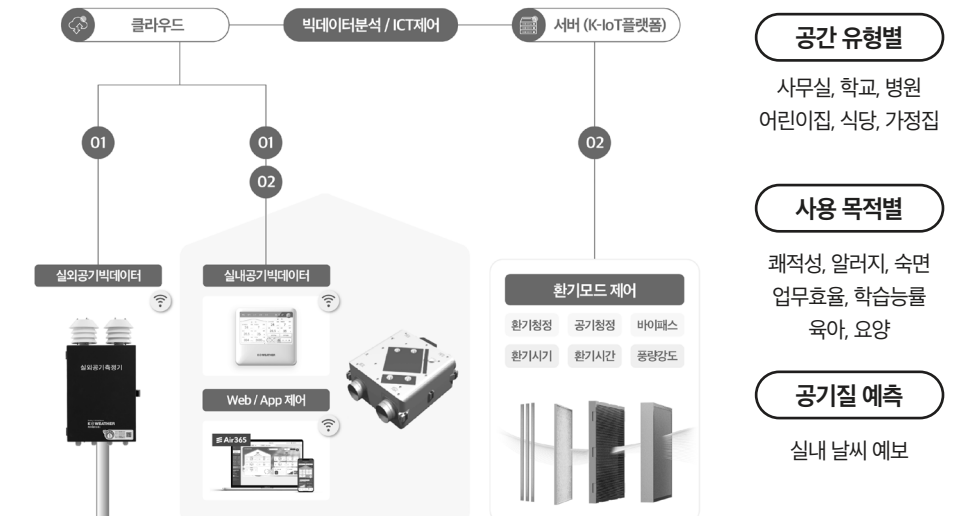 클라우드
빅데이터분석 / ICT제어
서버 (K-IoT플랫폼)
01
01
02
02
실외공기빅데이터
실외공기측정기
K WEATHER
실내공기빅데이터
Web / App 제어
Air365
환기모드 제어
환기청정 공기청정 바이패스
환기시기 환기시간 풍량강도
공간 유형별
사무실, 학교, 병원
어린이집, 식당, 가정집
사용 목적별
쾌적성, 알러지, 숙면
업무효율, 학습능률
육아, 요양
공기질 예측
실내 날씨 예보